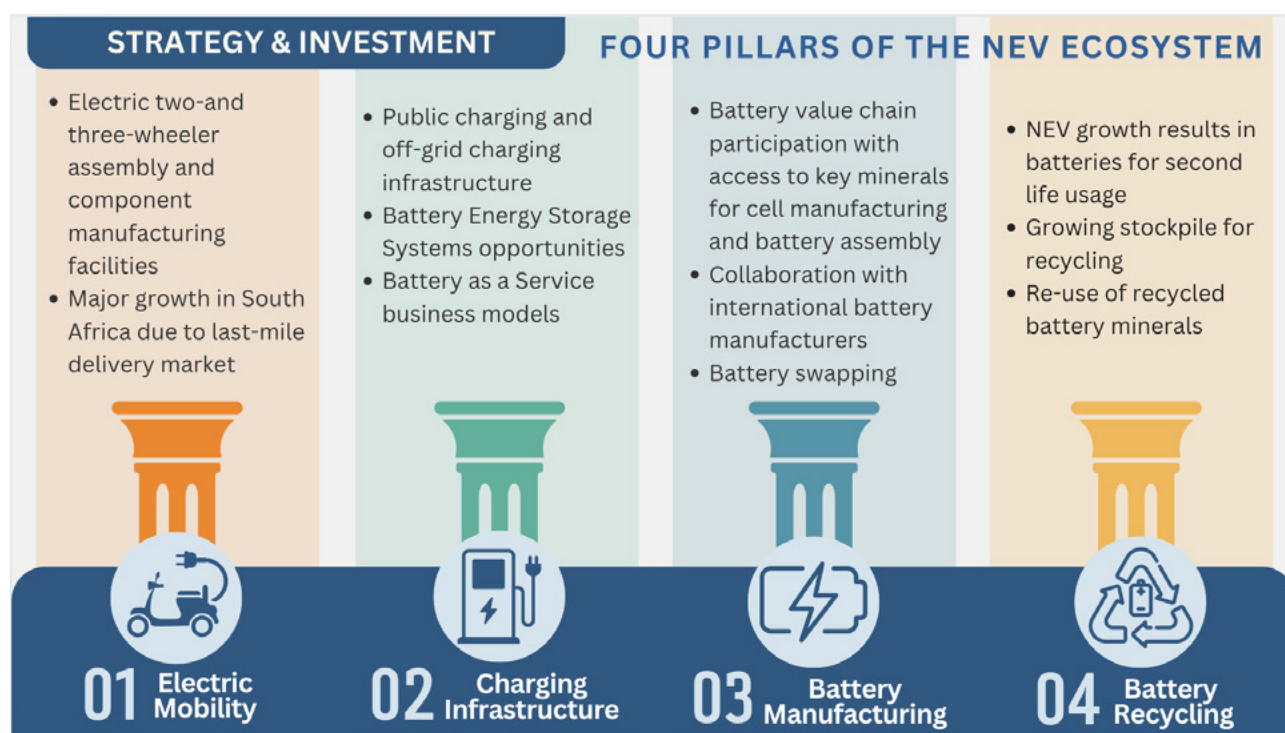 STRATEGY & INVESTMENT
FOUR PILLARS OF THE NEV ECOSYSTEM
• Electric two-and
three-wheeler
assembly and
component
manufacturing
facilities
• Major growth in South
Africa due to last-mile
delivery market
• Public charging and
off-grid charging
infrastructure
• Battery Energy Storage
Systems opportunities
• Battery as a Service
business models
• Battery value chain
participation with
access to key minerals
for cell manufacturing
and battery assembly
• Collaboration with
international battery
manufacturers
• Battery swapping
• NEV growth results in
batteries for second
life usage
• Growing stockpile for
recycling
• Re-use of recycled
battery minerals
01 Electric
Mobility
02 Charging
Infrastructure
03 Battery
Manufacturing
04 Battery
Recycling